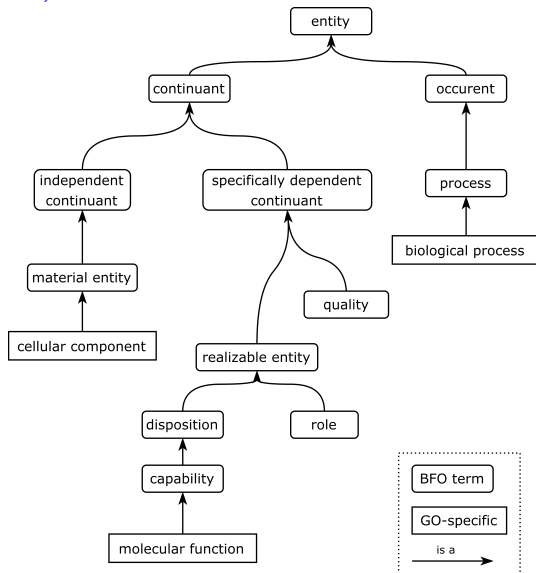 entity
continuant
occurent
independent
continuant
specifically dependent
continuant
process
biological process
material entity
quality
cellular component
realizable entity
disposition
role
capability
BFO term
GO-specific
molecular function
is a